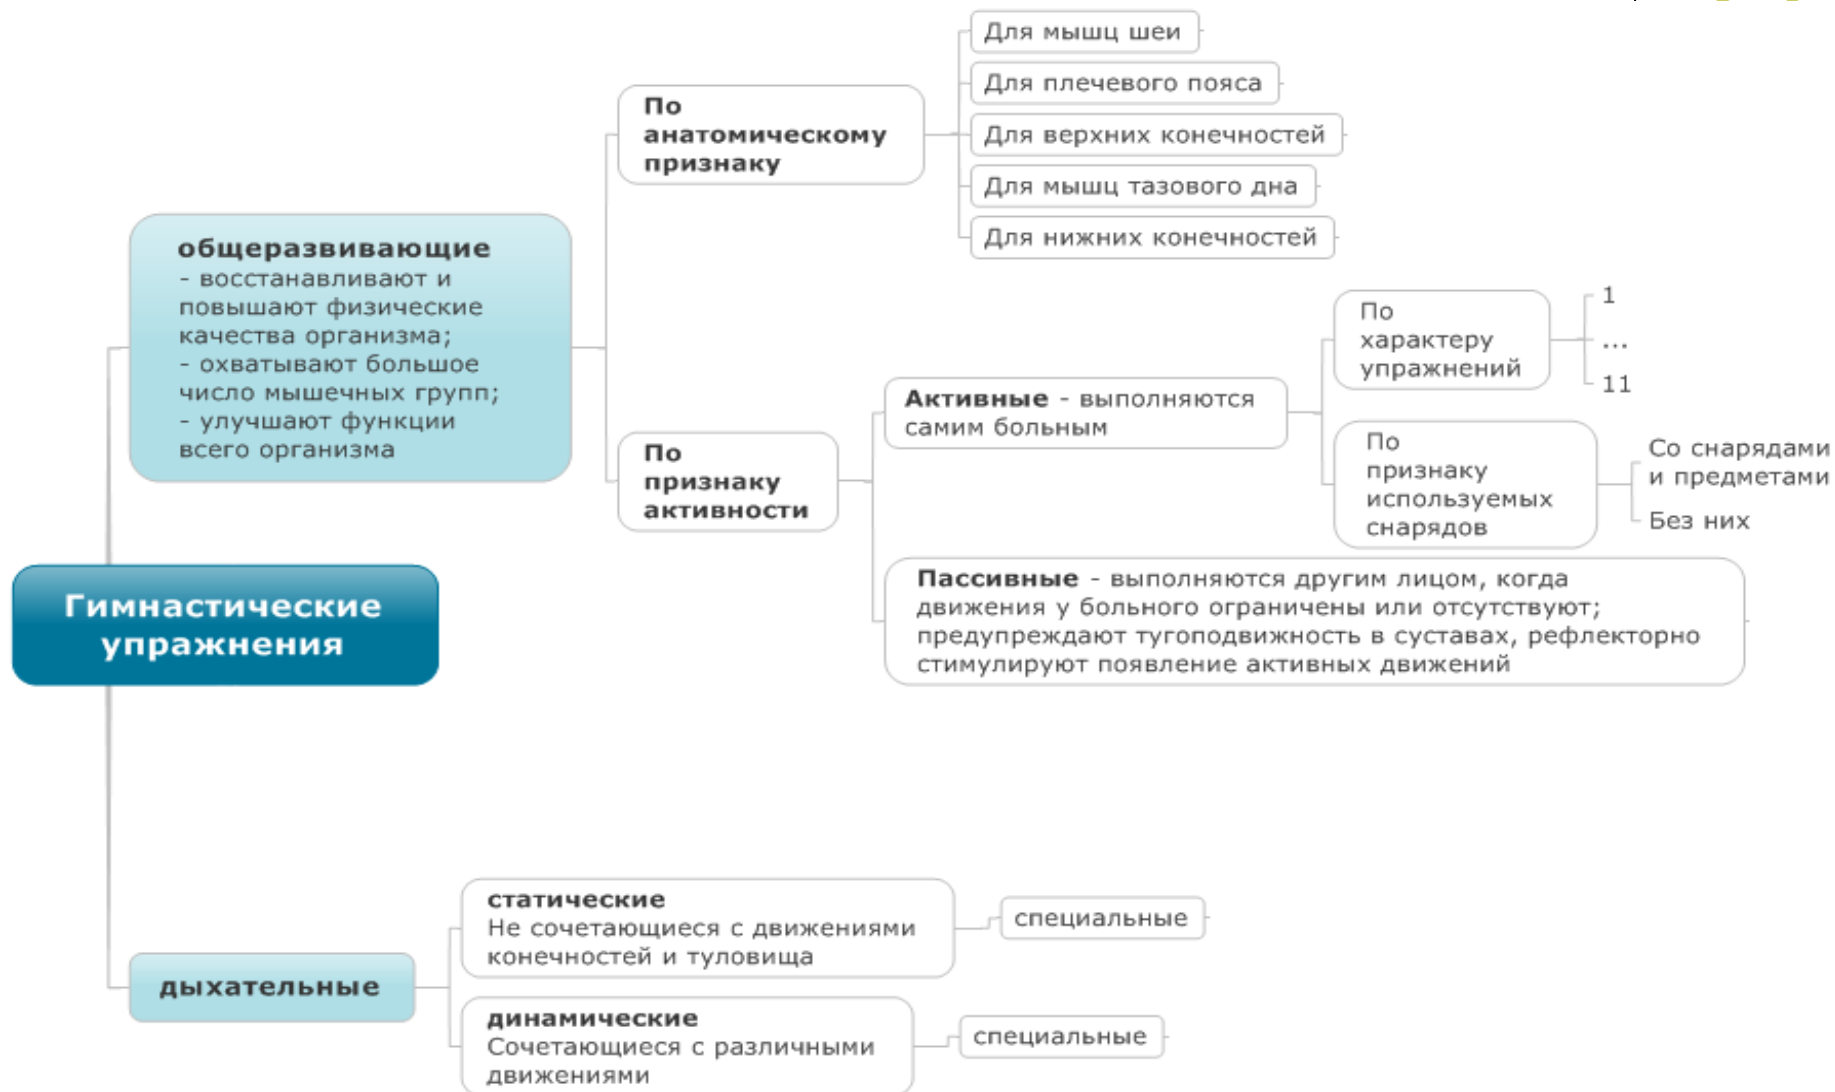 Гимнастические
упражнения
общеразвивающие
- восстанавливают и
повышают физические
качества организма;
- охватывают большое
число мышечных групп;
- улучшают функции
всего организма
По
анатомическому
признаку
Для мышц шеи
Для плечевого пояса
Для верхних конечностей
Для мышц тазового дна
Для нижних конечностей
По
признаку
активности
Активные - выполняются
самим больным
По
характеру
упражнений
1
...
11
По
признаку
используемых
снарядов
Со снарядами
и предметами
Без них
Пассивные - выполняются другим лицом, когда
движения у больного ограничены или отсутствуют;
предупреждают тугоподвижность в суставах, рефлекторно
стимулируют появление активных движений
дыхательные
статические
Не сочетающиеся с движениями
конечностей и туловища
специальные
динамические
Сочетающиеся с различными
движениями
специальные